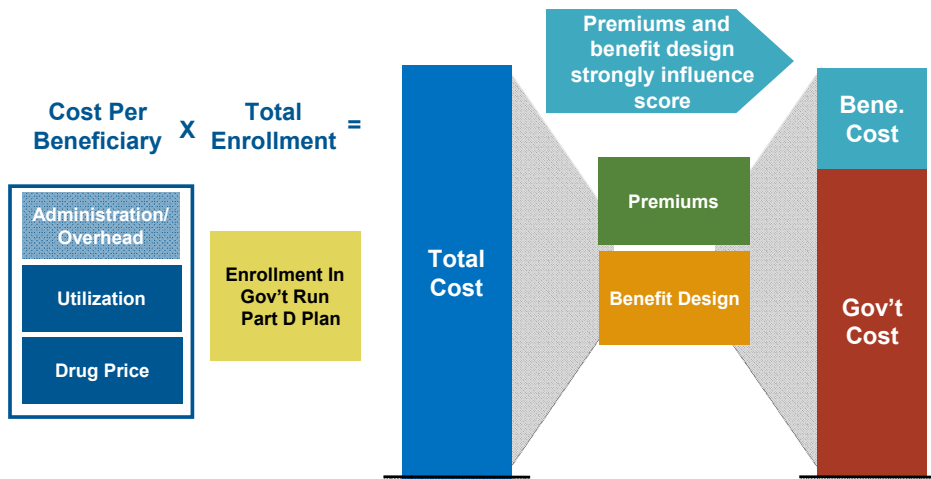 Premiums and
benefit design
strongly influence
score
Cost Per
Beneficiary
X
Total
Enrollment
=
Bene.
Cost
Administration/
Overhead
Utilization
Drug Price
Enrollment In
Gov't Run
Part D Plan
Total
Cost
Premiums
Benefit Design
Gov't
Cost